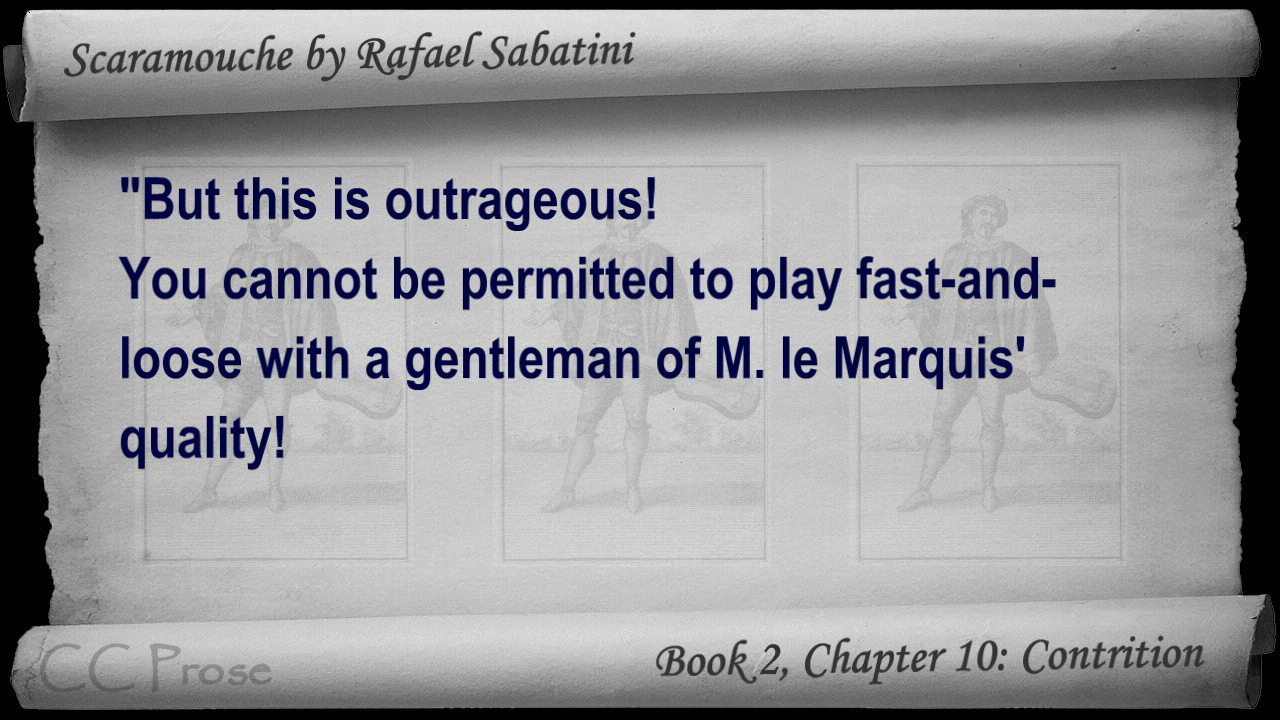 Scaramouche by Rafael Sabatini
"But this is outrageous!
You cannot be permitted to play fast-and-
loose with a gentleman of M. le Marquis'
quality!
CC Prose
Book 2, Chapter 10: Contrition